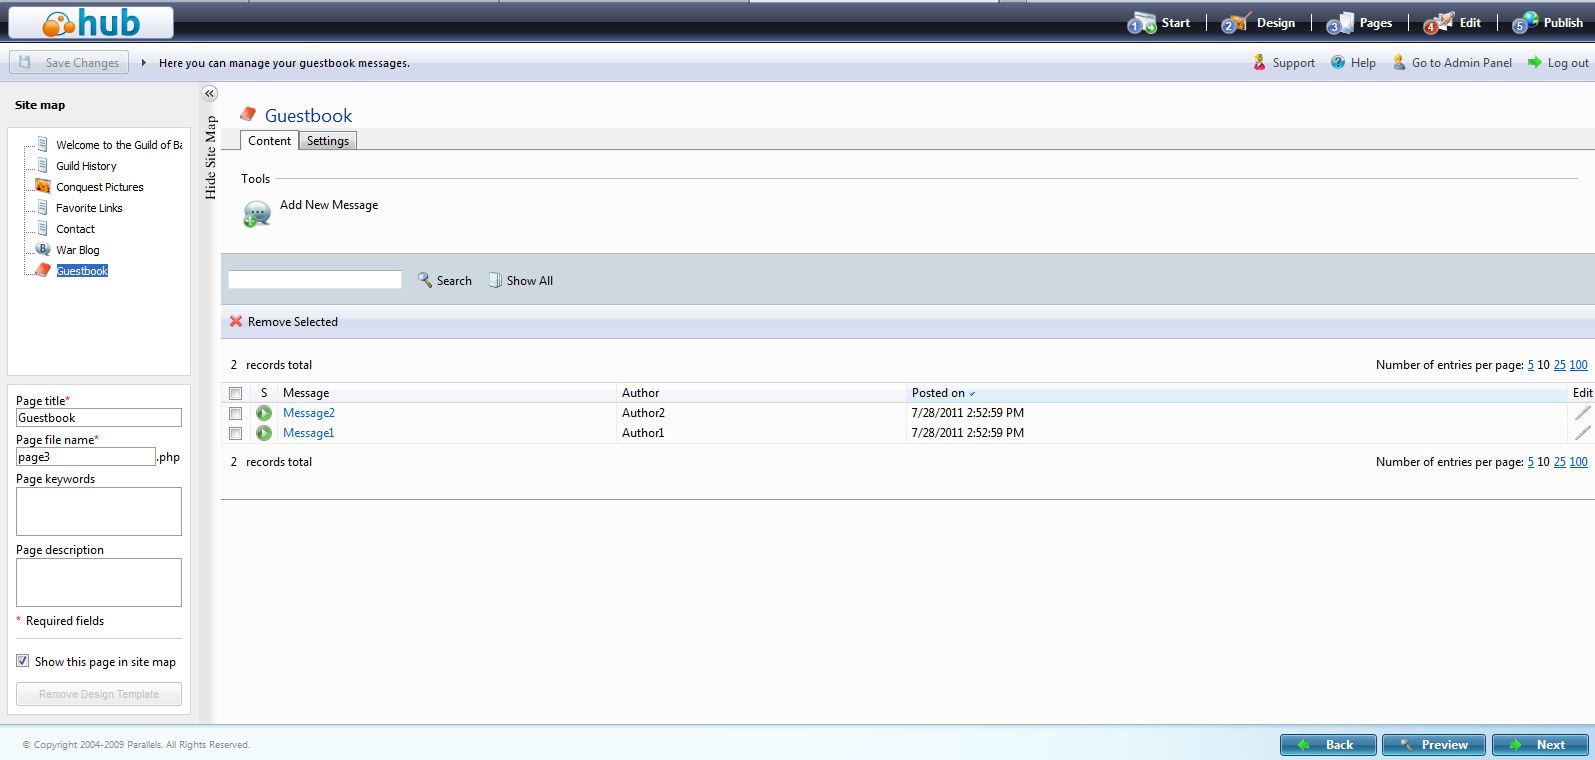 hub
1 Start
2 Design
3 Pages
4 Edit
5 Publish
Save Changes
Here you can manage your guestbook messages.
Support Help Go to Admin Panel Log out
Site map
Welcome to the Guild of Ba
Guild History
Conquest Pictures
Favorite Links
Contact
B War Blog
Guestbook
Page title*
Guestbook
Page file name*
page3 .php
Page keywords
Page description
* Required fields
Show this page in site map
Remove Design Template
Hide Site Map
Guestbook
Content Settings
Tools
Add New Message
Search Show All
Remove Selected
2 records total Number of entries per page: 5 10 25 100
S Message Author Posted on Edit
Message2 Author2 7/28/2011 2:52:59 PM
Message1 Author1 7/28/2011 2:52:59 PM
2 records total Number of entries per page: 5 10 25 100
© Copyright 2004-2009 Parallels. All Rights Reserved.
Back Preview Next